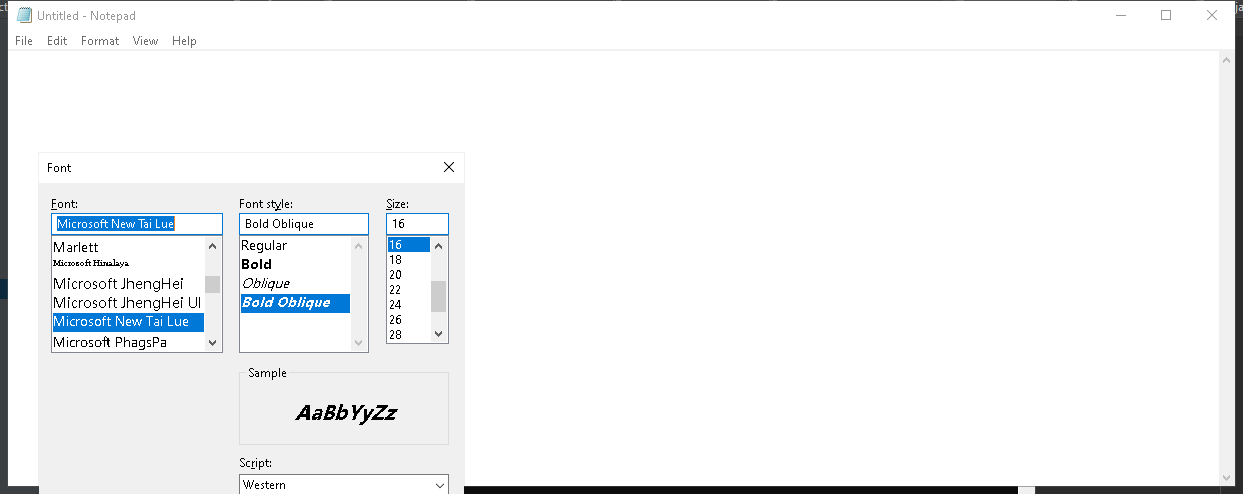 Untitled - Notepad
File Edit Format View Help
Font
Font: Font style: Size:
Microsoft New Tai Lue Bold Oblique 16
Marlett
Microsoft Himalaya
Microsoft JhengHei
Microsoft JhengHei UI
Microsoft New Tai Lue
Microsoft PhagsPa
Regular
Bold
Oblique
Bold Oblique
16
18
20
22
24
26
28
Sample
AaBbYyZz
Script:
Western